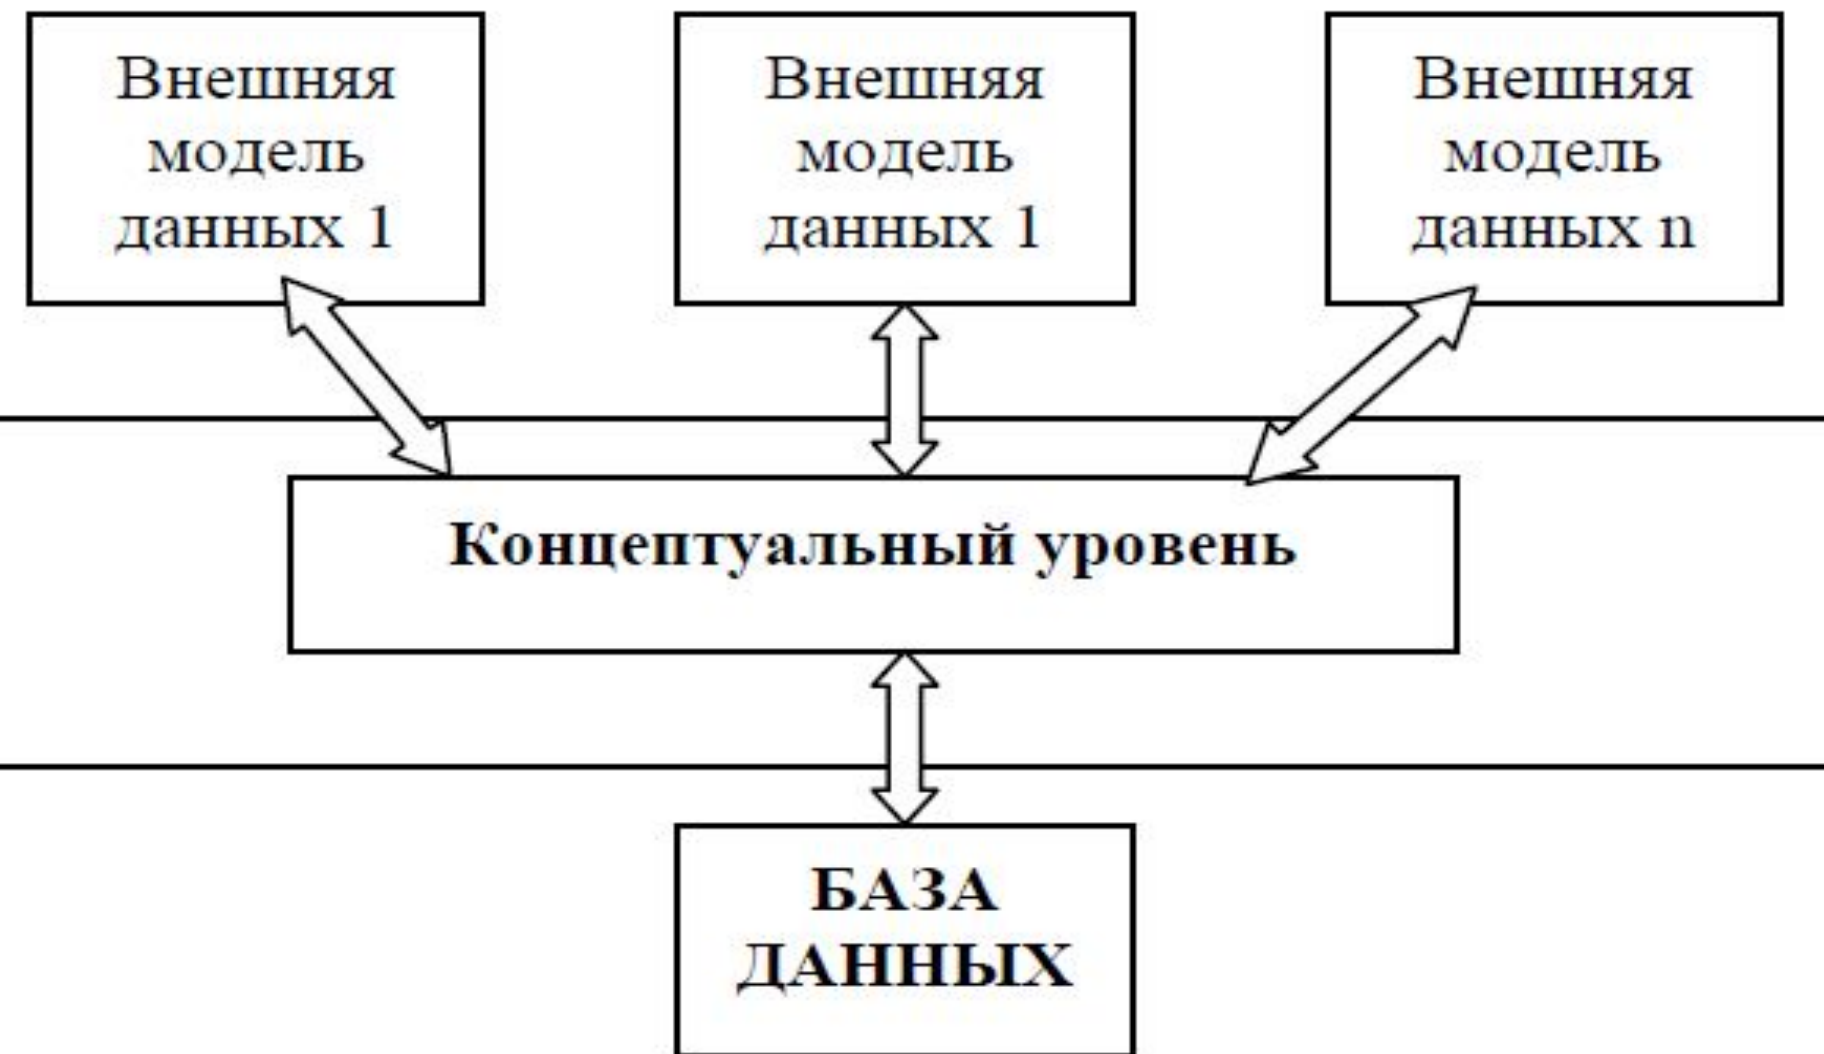 Внешняя
модель
данных 1
Внешняя
модель
данных 1
Внешняя
модель
данных n
Концептуальный уровень
БАЗА
ДАННЫХ